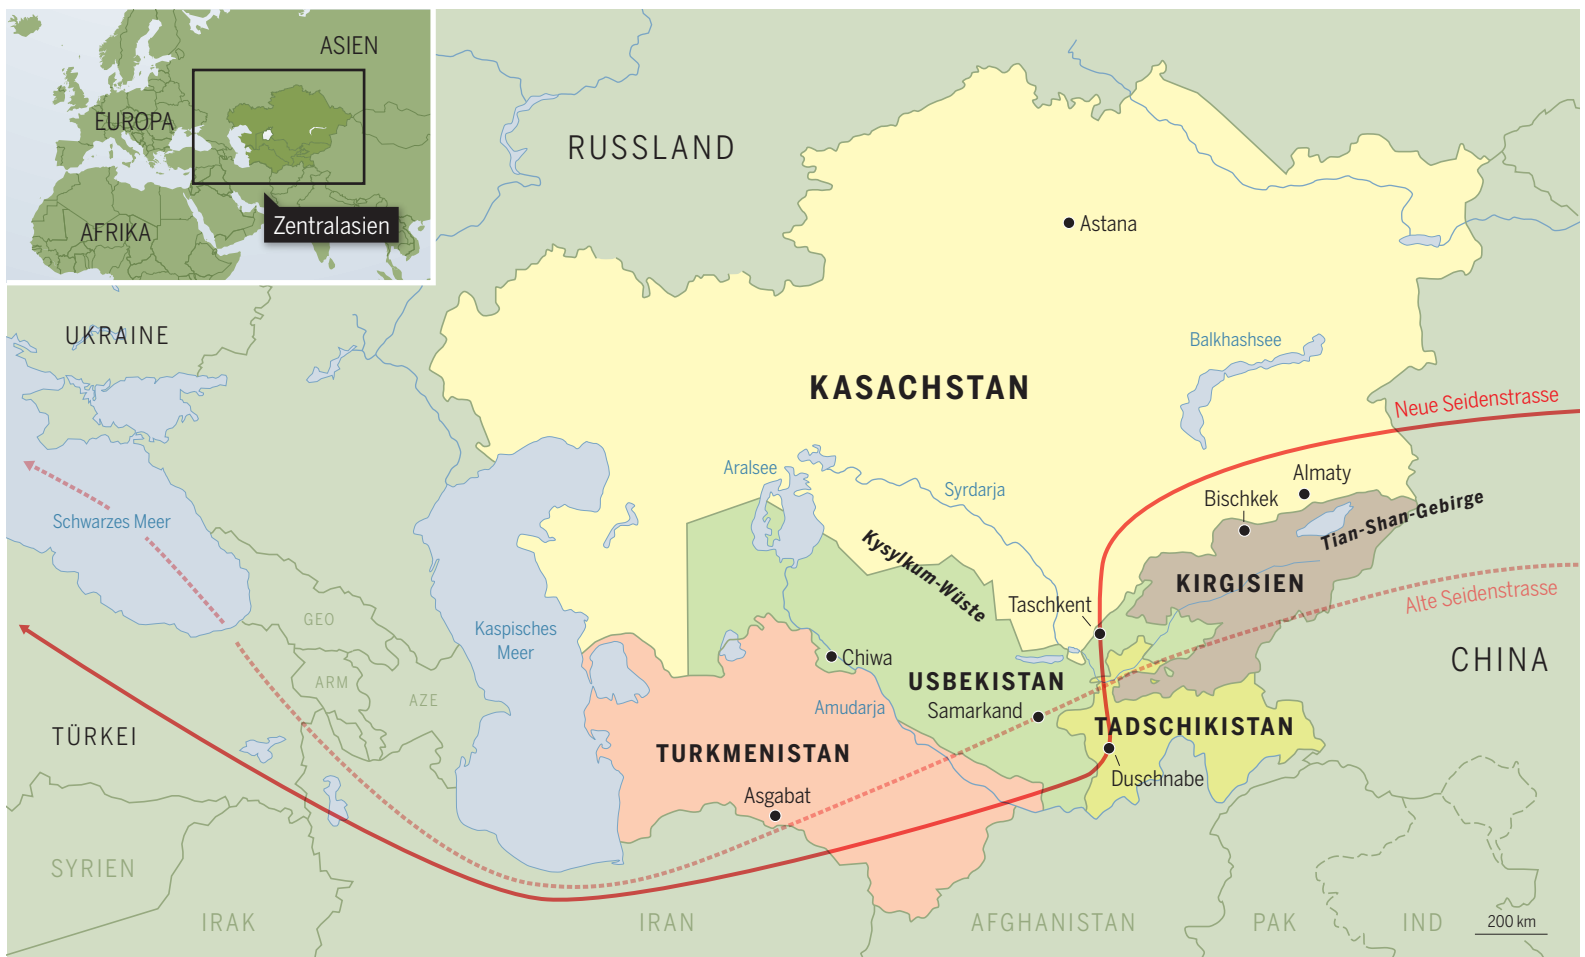 ASIEN
EUROPA
AFRIKA
Zentralasien
RUSSLAND
Astana
UKRAINE
Balkhashsee
KASACHSTAN
Neue Seidenstrasse
Aralsee
Syrdarja
Almaty
Bischkek
Schwarzes Meer
Tian-Shan-Gebirge
Kysylkum-Wüste
KIRGISIEN
Alte Seidenstrasse
Taschkent
GEO
Kaspisches
Meer
Chiwa
CHINA
ARM
AZE
USBEKISTAN
Samarkand
Amudarja
TÜRKEI
TADSCHIKISTAN
TURKMENISTAN
Duschnabe
Asgabat
SYRIEN
IRAK
IRAN
AFGHANISTAN
PAK
IND
200 km